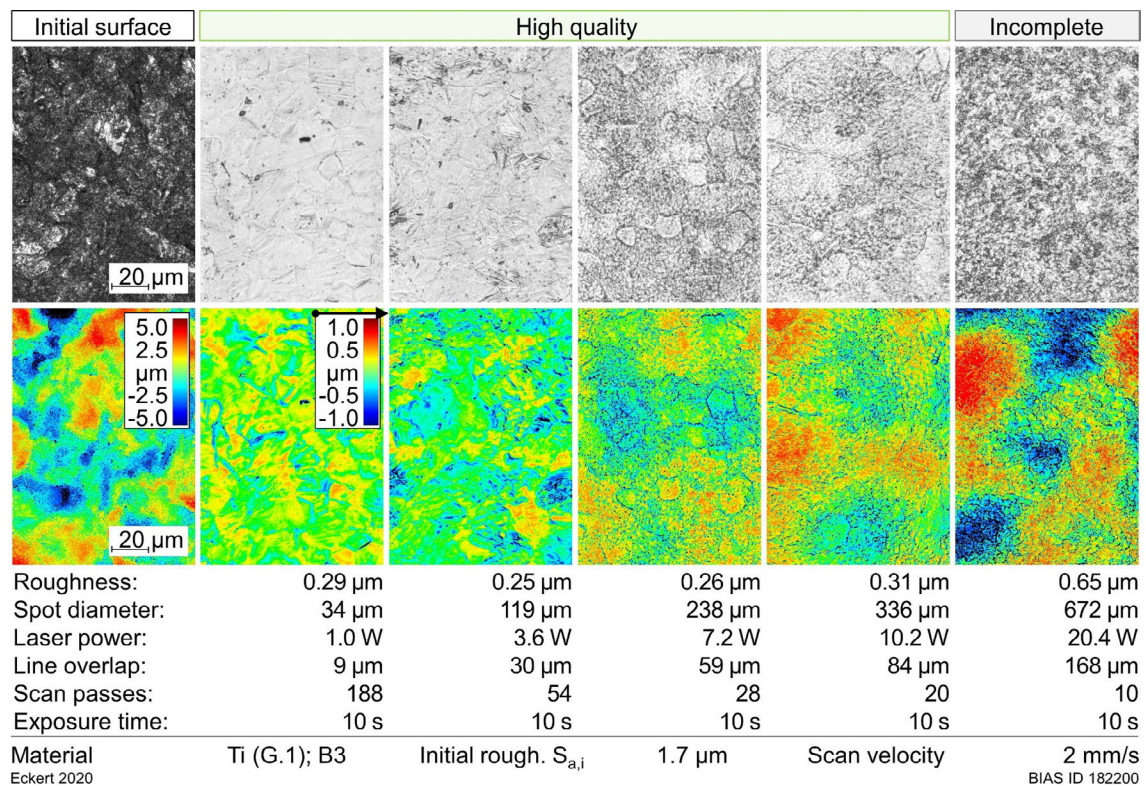 Initial surface High quality Incomplete
20 µm
5.0
2.5
µm
-2.5
-5.0
1.0
0.5
µm
-0.5
-1.0
20 µm
Roughness: 0.29 µm 0.25 µm 0.26 µm 0.31 µm 0.65 µm
Spot diameter: 34 µm 119 µm 238 µm 336 µm 672 µm
Laser power: 1.0 W 3.6 W 7.2 W 10.2 W 20.4 W
Line overlap: 9 µm 30 µm 59 µm 84 µm 168 µm
Scan passes: 188 54 28 20 10
Exposure time: 10 s 10 s 10 s 10 s 10 s
Material Ti (G.1); B3 Initial rough. Sa,i 1.7 µm Scan velocity 2 mm/s
Eckert 2020 BIAS ID 182200